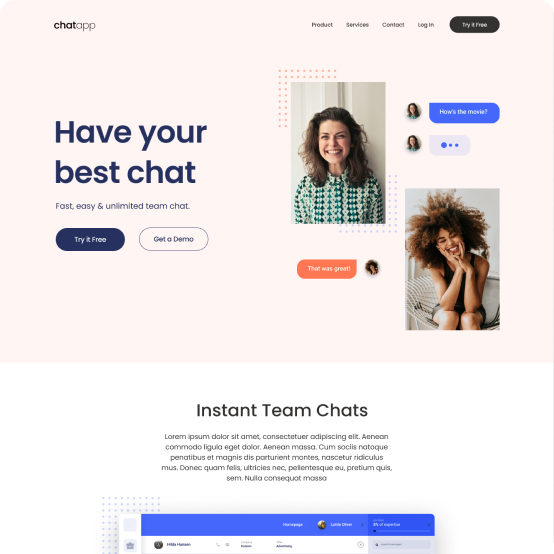 chatapp
Product Services Contact Log In Try it Free
How's the movie?
Have your
best chat
Fast, easy & unlimited team chat.
Try it Free Get a Demo
That was great!
Instant Team Chats
Lorem ipsum dolor sit amet, consectetuer adipiscing elit. Aenean
commodo ligula eget dolor. Aenean massa. Cum sociis natoque
penatibus et magnis dis parturient montes, nascetur ridiculus
mus. Donec quam felis, ultricies nec, pellentesque eu, pretium quis,
sem. Nulla consequat massa
Homepage
Hilda Hansen